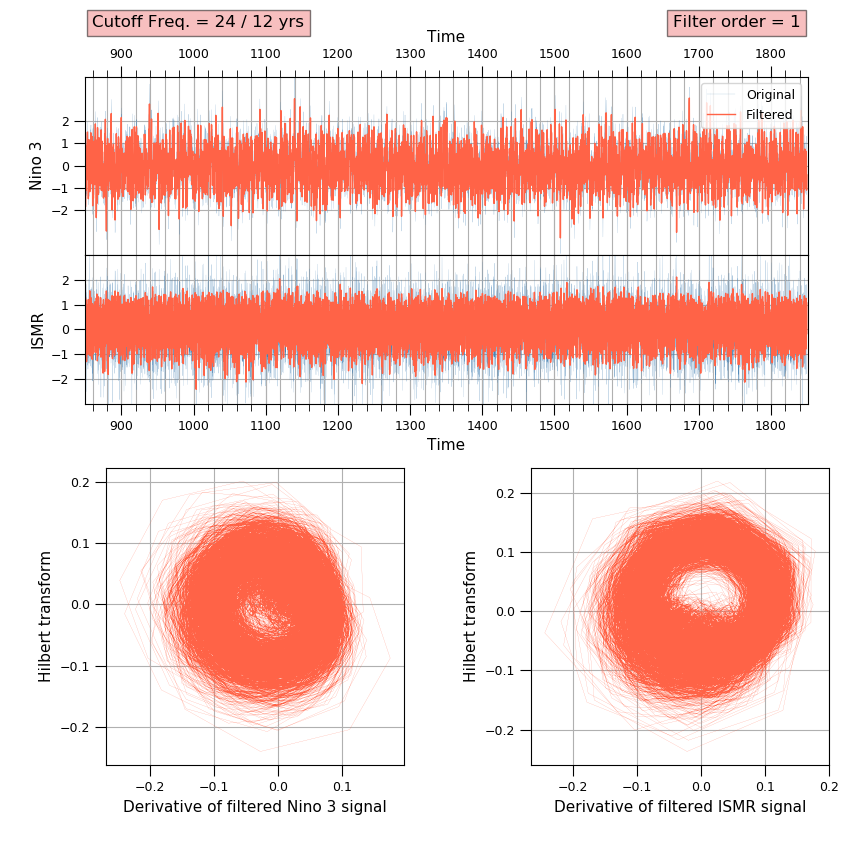 Cutoff Freq. = 24 / 12 yrs
Filter order = 1
Time
900 1000 1100 1200 1300 1400 1500 1600 1700 1800
Original
Filtered
Nino 3
2
1
0
−1
−2
ISMR
2
1
0
−1
−2
900 1000 1100 1200 1300 1400 1500 1600 1700 1800
Time
Hilbert transform
0.2
0.1
0.0
−0.1
−0.2
−0.2 −0.1 0.0 0.1
Derivative of filtered Nino 3 signal
Hilbert transform
0.2
0.1
0.0
−0.1
−0.2
−0.2 −0.1 0.0 0.1 0.2
Derivative of filtered ISMR signal